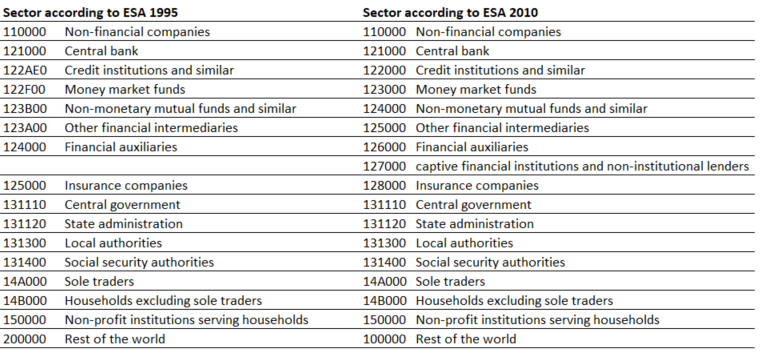 Sector according to ESA 1995 Sector according to ESA 2010
110000 Non-financial companies 110000 Non-financial companies
121000 Central bank 121000 Central bank
122AE0 Credit institutions and similar 122000 Credit institutions and similar
122F00 Money market funds 123000 Money market funds
123B00 Non-monetary mutual funds and similar 124000 Non-monetary mutual funds and similar
123A00 Other financial intermediaries 125000 Other financial intermediaries
124000 Financial auxiliaries 126000 Financial auxiliaries
127000 captive financial institutions and non-institutional lenders
125000 Insurance companies 128000 Insurance companies
131110 Central government 131110 Central government
131120 State administration 131120 State administration
131300 Local authorities 131300 Local authorities
131400 Social security authorities 131400 Social security authorities
14A000 Sole traders 14A000 Sole traders
14B000 Households excluding sole traders 14B000 Households excluding sole traders
150000 Non-profit institutions serving households 150000 Non-profit institutions serving households
200000 Rest of the world 100000 Rest of the world